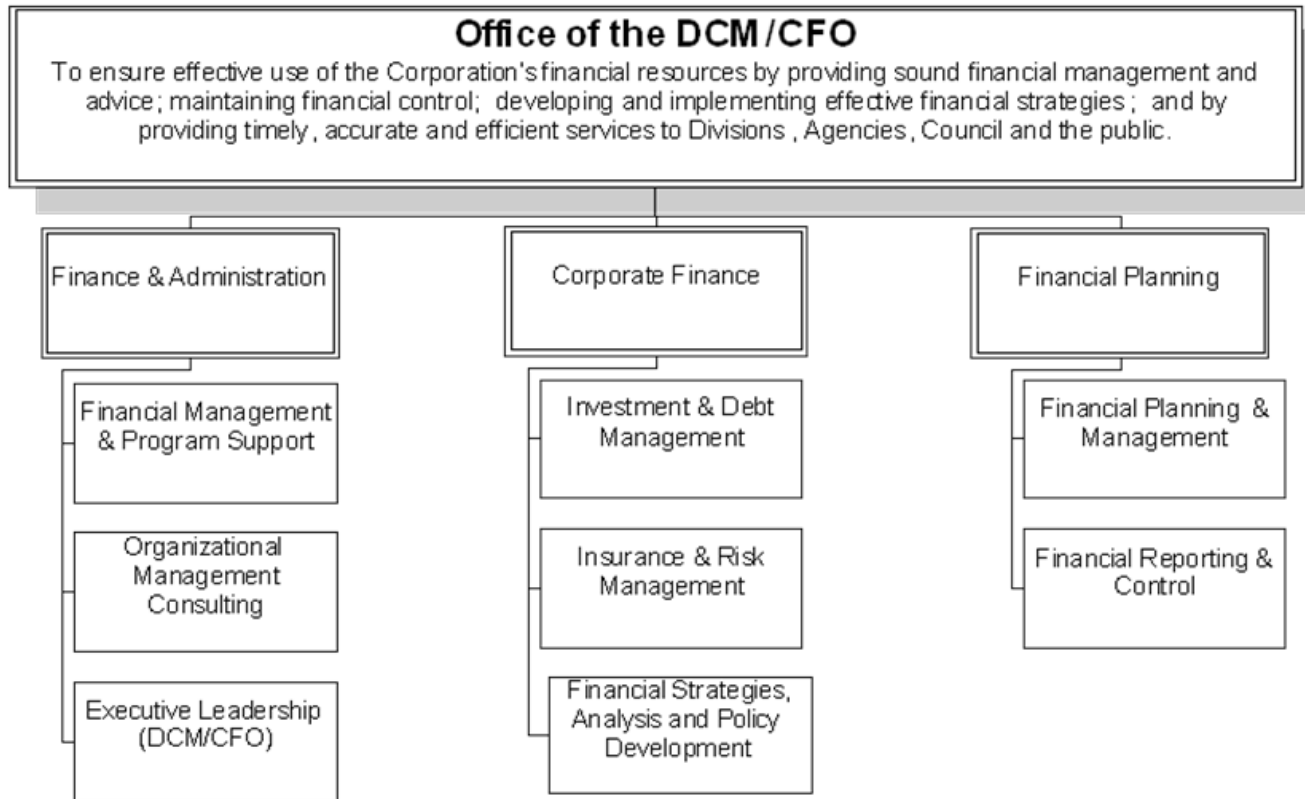 Office of the DCM/CFO
To ensure effective use of the Corporation's financial resources by providing sound financial management and
advice; maintaining financial control; developing and implementing effective financial strategies; and by
providing timely, accurate and efficient services to Divisions, Agencies, Council and the public.
Finance & Administration
Corporate Finance
Financial Planning
Financial Management
& Program Support
Organizational
Management
Consulting
Executive Leadership
(DCM/CFO)
Investment & Debt
Management
Insurance & Risk
Management
Financial Strategies,
Analysis and Policy
Development
Financial Planning &
Management
Financial Reporting &
Control